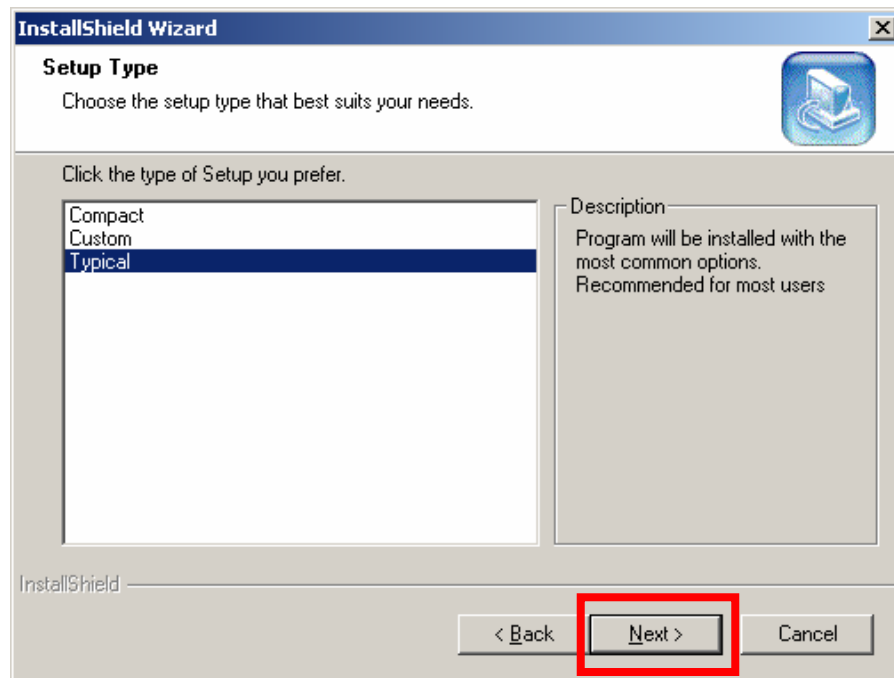 InstallShield Wizard
Setup Type
Choose the setup type that best suits your needs.
Click the type of Setup you prefer.
Compact
Custom
Typical
Description
Program will be installed with the
most common options.
Recommended for most users
InstallShield
< Back
Next >
Cancel